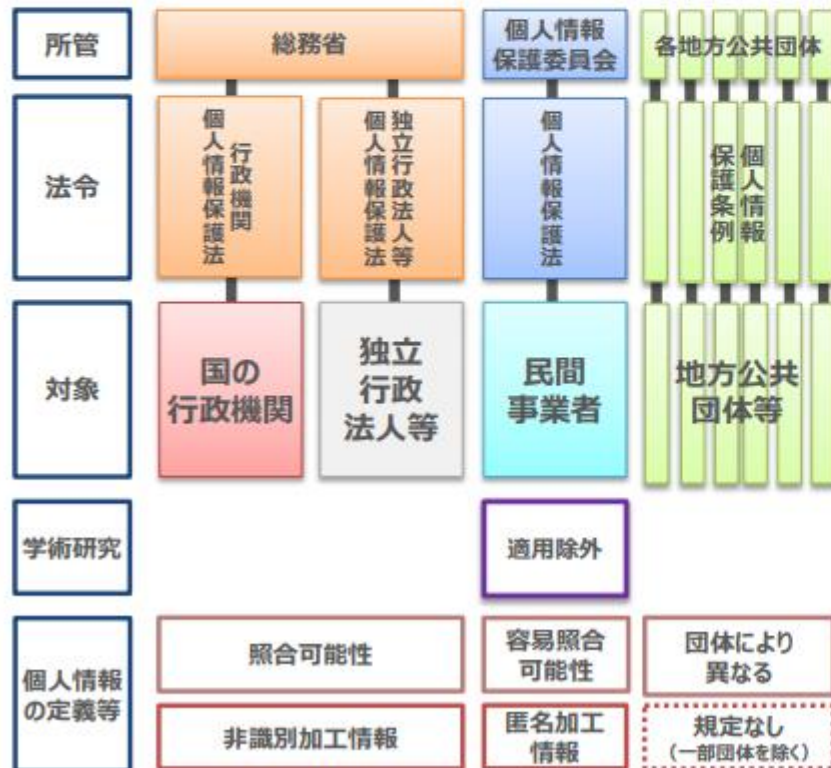 所管
総務省
個人情報
保護委員会
各地方公共団体
法令
行政機関
個人情報保護法
独立行政法人等
個人情報保護法
個人情報保護法
個人情報
保護条例
対象
国の
行政機関
独立
行政
法人等
民間
事業者
地方公共
団体等
学術研究
適用除外
個人情報
の定義等
照合可能性
容易照合
可能性
団体により
異なる
非識別加工情報
匿名加工
情報
規定なし
(一部団体を除く)